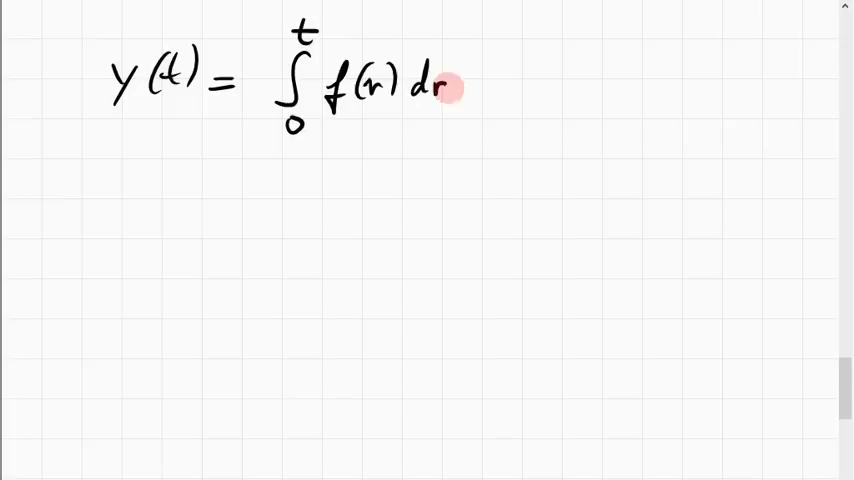 y(t) = ∫₀ᵗ f(r) dr